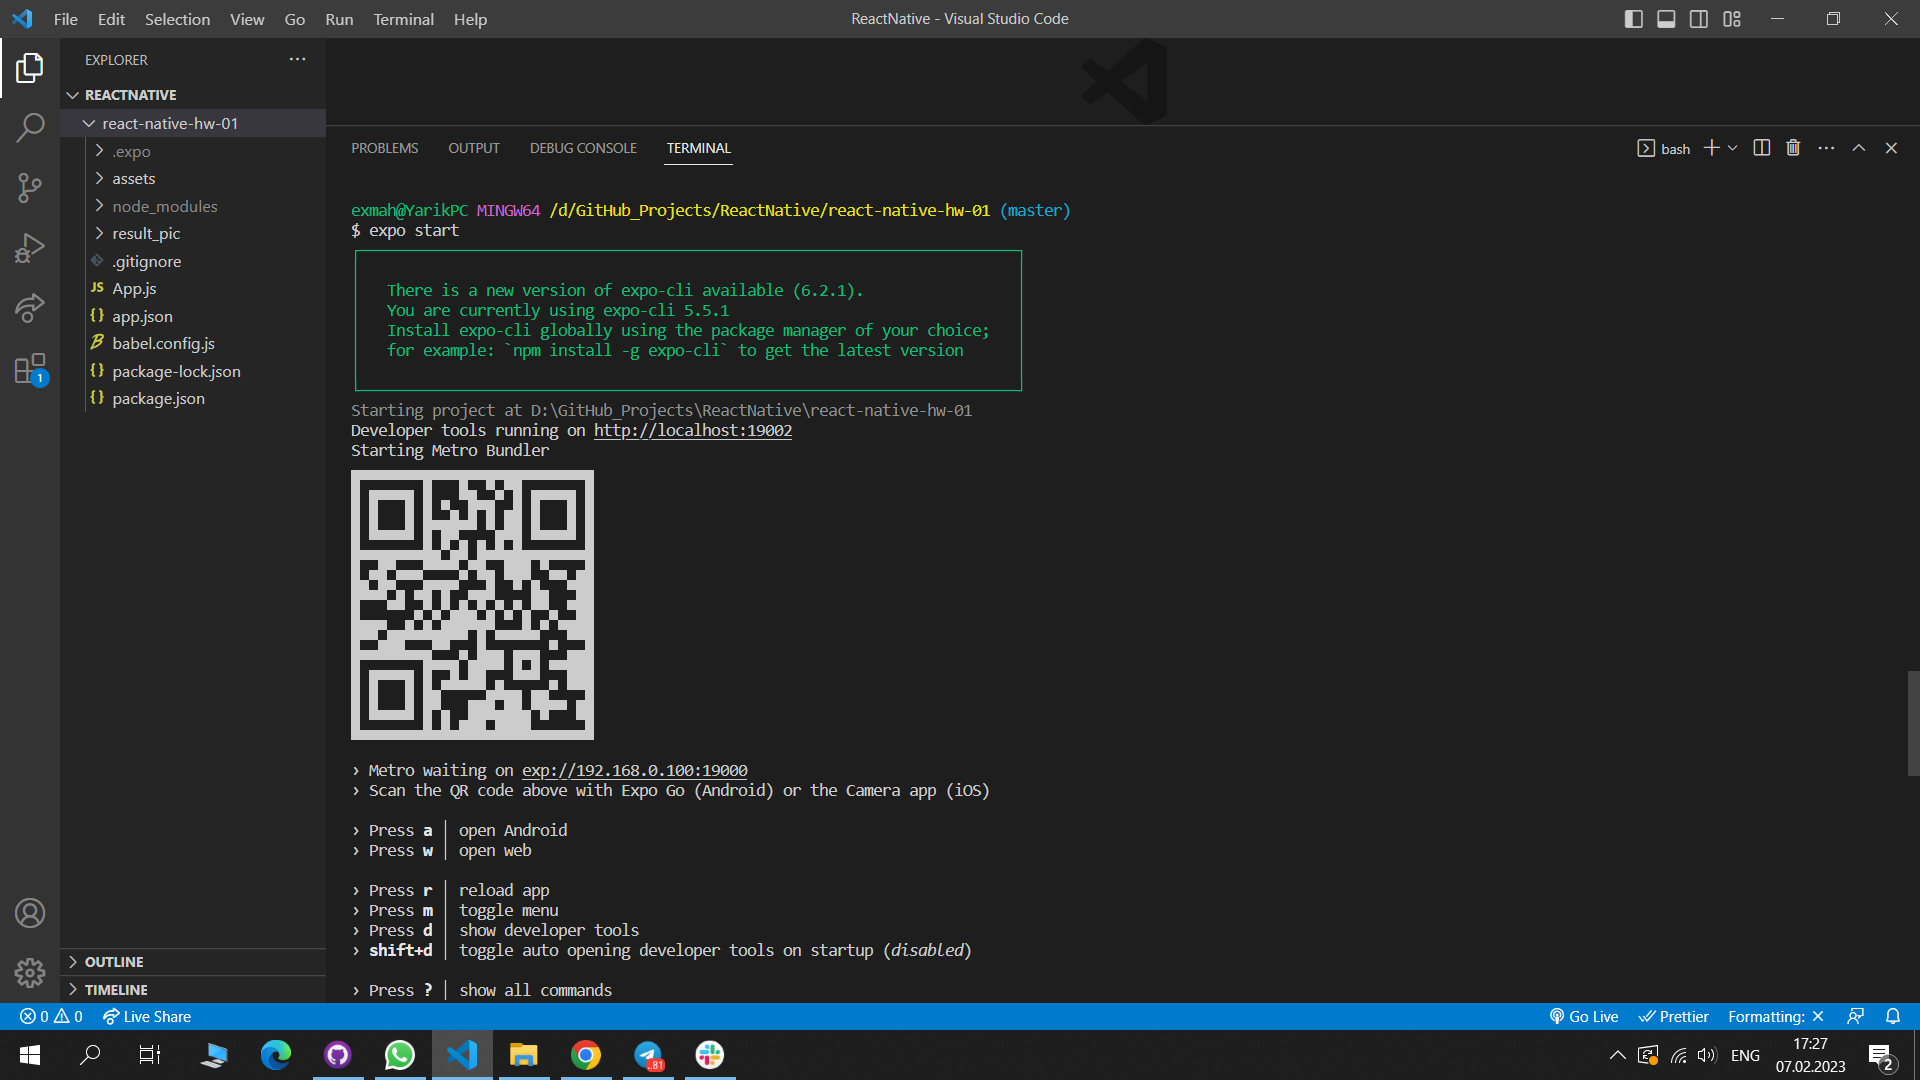 File Edit Selection View Go Run Terminal Help
ReactNative - Visual Studio Code
EXPLORER
REACTNATIVE
react-native-hw-01
.expo
assets
node_modules
result_pic
.gitignore
JS App.js
{} app.json
babel.config.js
{} package-lock.json
{} package.json
OUTLINE
TIMELINE
1
PROBLEMS OUTPUT DEBUG CONSOLE TERMINAL
bash
exmah@YarikPC MINGW64 /d/GitHub_Projects/ReactNative/react-native-hw-01 (master)
$ expo start
There is a new version of expo-cli available (6.2.1).
You are currently using expo-cli 5.5.1
Install expo-cli globally using the package manager of your choice;
for example: `npm install -g expo-cli` to get the latest version
Starting project at D:\GitHub_Projects\ReactNative\react-native-hw-01
Developer tools running on http://localhost:19002
Starting Metro Bundler
› Metro waiting on exp://192.168.0.100:19000
› Scan the QR code above with Expo Go (Android) or the Camera app (iOS)
› Press a │ open Android
› Press w │ open web
› Press r │ reload app
› Press m │ toggle menu
› Press d │ show developer tools
› shift+d │ toggle auto opening developer tools on startup (disabled)
› Press ? │ show all commands
0 0 Live Share
Go Live Prettier Formatting: ✕
..81
ENG
17:27
07.02.2023
2